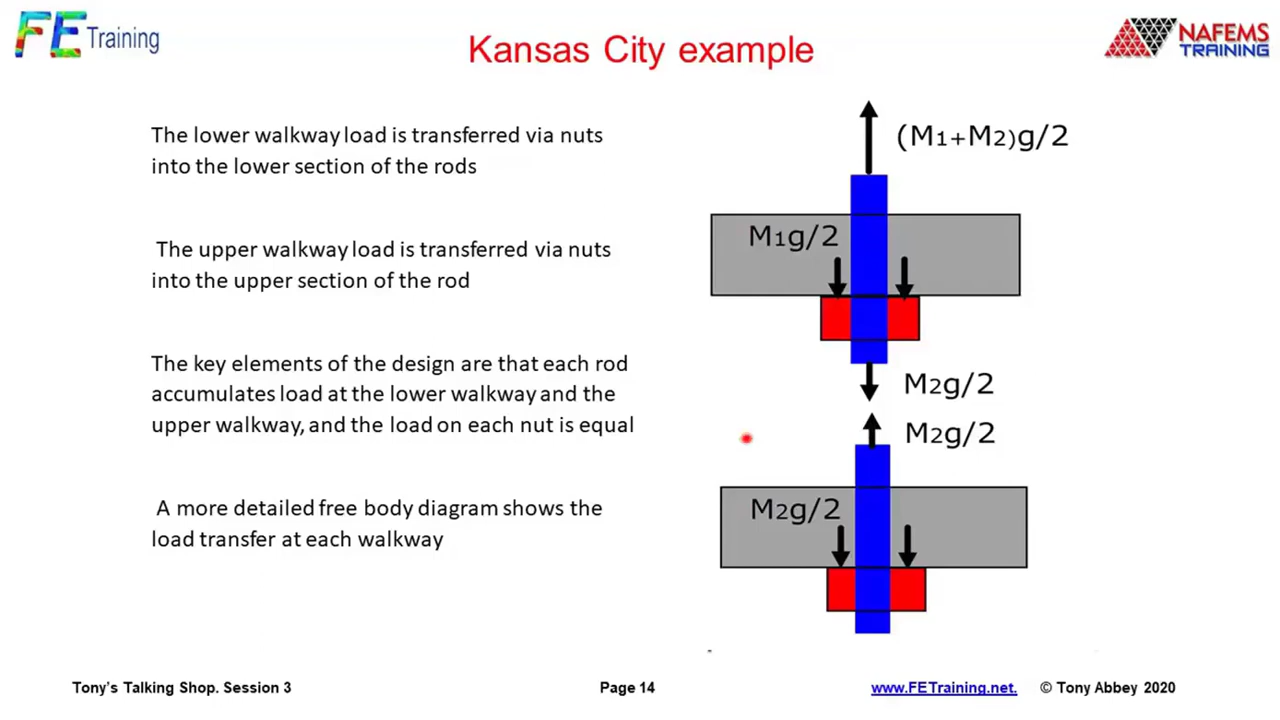 FE Training
Kansas City example
NAFEMS
TRAINING
The lower walkway load is transferred via nuts
into the lower section of the rods
The upper walkway load is transferred via nuts
into the upper section of the rod
The key elements of the design are that each rod
accumulates load at the lower walkway and the
upper walkway, and the load on each nut is equal
A more detailed free body diagram shows the
load transfer at each walkway
(M1+M2)g/2
M1g/2
M2g/2
M2g/2
M2g/2
Tony's Talking Shop. Session 3
Page 14
www.FETraining.net.
© Tony Abbey 2020